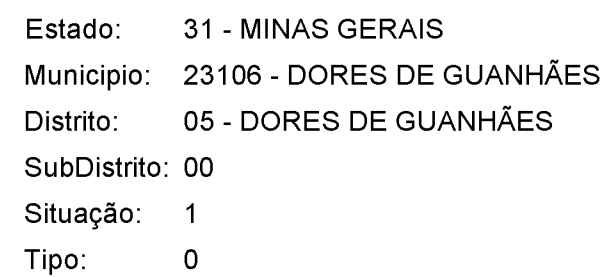 Estado: 31 - MINAS GERAIS
Municipio: 23106 - DORES DE GUANHÃES
Distrito: 05 - DORES DE GUANHÃES
SubDistrito: 00
Situação: 1
Tipo: 0